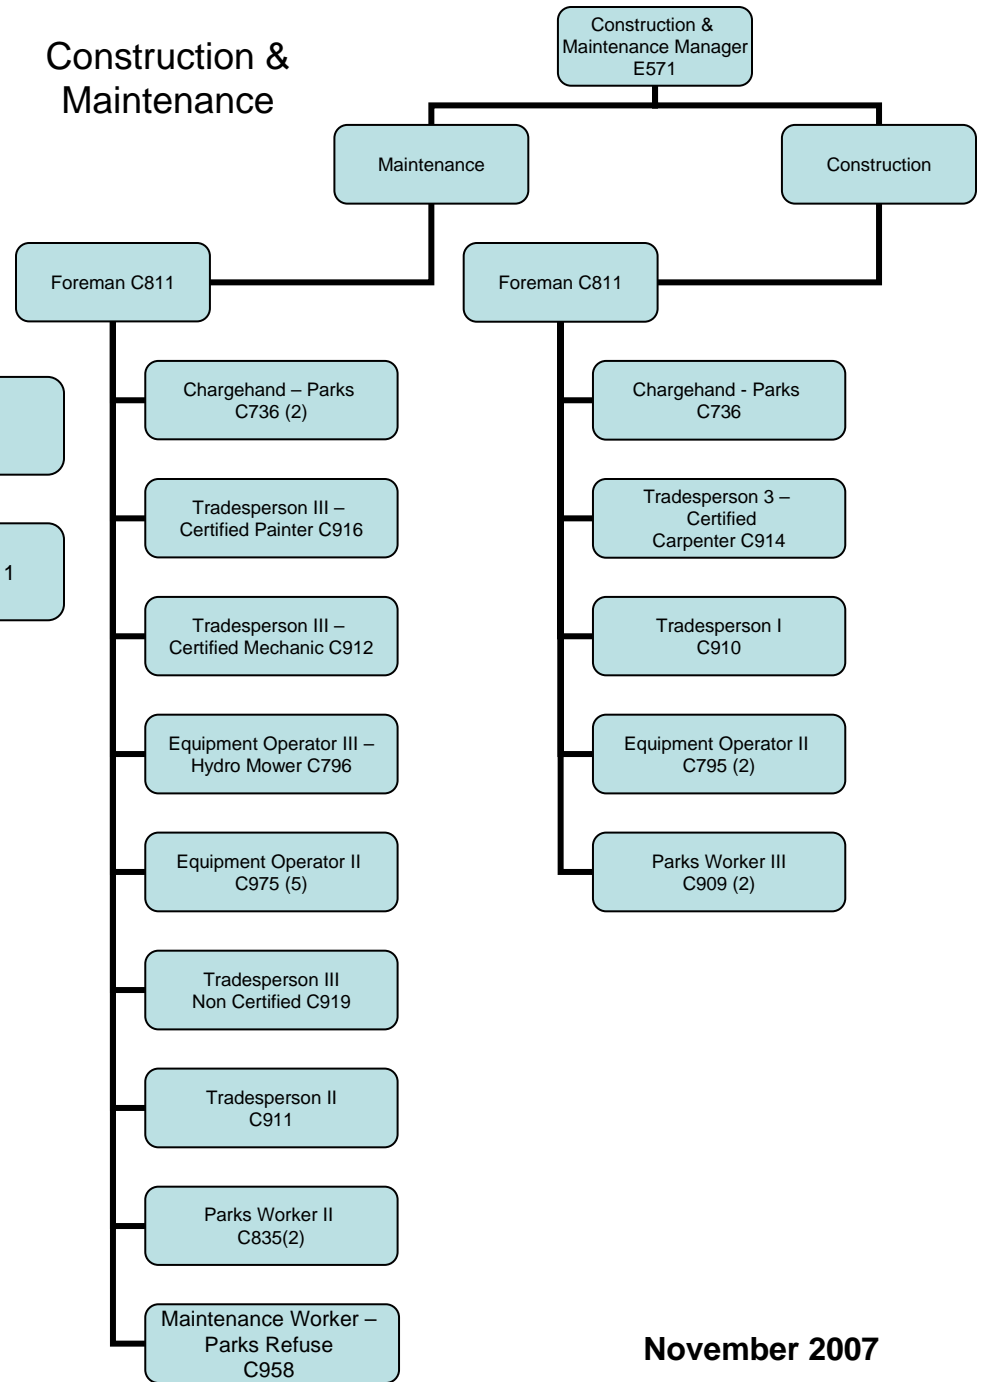 Construction &
Maintenance
Construction &
Maintenance Manager
E571
Maintenance
Construction
Foreman C811
Foreman C811
Chargehand – Parks
C736 (2)
Tradesperson III –
Certified Painter C916
Tradesperson III –
Certified Mechanic C912
Equipment Operator III –
Hydro Mower C796
Equipment Operator II
C975 (5)
Tradesperson III
Non Certified C919
Tradesperson II
C911
Parks Worker II
C835(2)
Maintenance Worker –
Parks Refuse
C958
Chargehand - Parks
C736
Tradesperson 3 –
Certified
Carpenter C914
Tradesperson I
C910
Equipment Operator II
C795 (2)
Parks Worker III
C909 (2)
1
November 2007